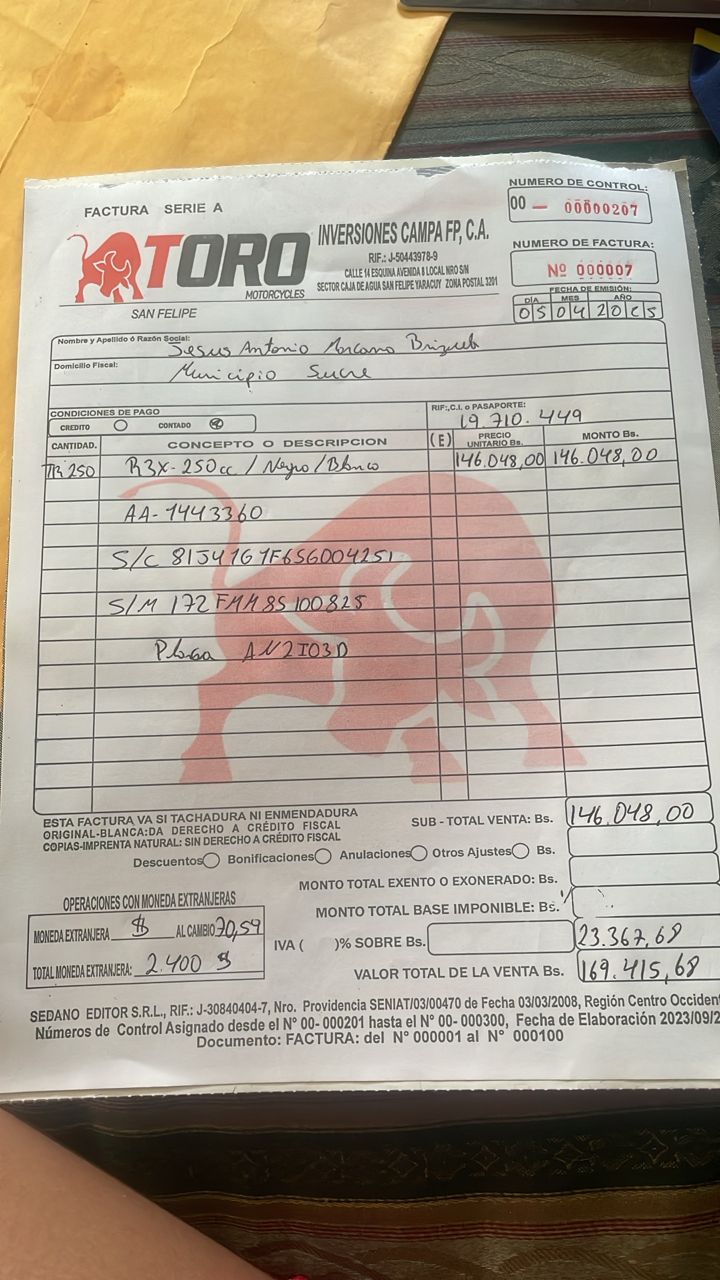 FACTURA SERIE A
NUMERO DE CONTROL:
00 — 00000207
TORO
MOTORCYCLES
SAN FELIPE
INVERSIONES CAMPA FP, C.A.
RIF.: J-50443978-9
CALLE 14 ESQUINA AVENIDA 8 LOCAL NRO S/N
SECTOR CAJA DE AGUA SAN FELIPE YARACUY ZONA POSTAL 3201
NUMERO DE FACTURA:
Nº 000007
FECHA DE EMISIÓN:
DÍA MES AÑO
05 04 20
Nombre y Apellido ó Razón Social:
Jesus Antonio
Domicilio Fiscal:
Municipio Sucre
CONDICIONES DE PAGO
CREDITO CONTADO
RIF:,C.I. o PASAPORTE:
19.710.449
CANTIDAD. CONCEPTO O DESCRIPCION (E) PRECIO UNITARIO Bs. MONTO Bs.
R3X-250cc / Negro/Blanco 146.048,00 146.048,00
AA-1443360
S/C 81J41G1F6SG004251
S/M 172FMM8S100825
Placa AN2I03D
ESTA FACTURA VA SI TACHADURA NI ENMENDADURA
ORIGINAL-BLANCA:DA DERECHO A CRÉDITO FISCAL
COPIAS-IMPRENTA NATURAL: SIN DERECHO A CRÉDITO FISCAL
SUB - TOTAL VENTA: Bs. 146.048,00
Descuentos Bonificaciones Anulaciones Otros Ajustes Bs.
MONTO TOTAL EXENTO O EXONERADO: Bs.
OPERACIONES CON MONEDA EXTRANJERAS
MONTO TOTAL BASE IMPONIBLE: Bs.
MONEDA EXTRANJERA $ AL CAMBIO 70,59
IVA ( )% SOBRE Bs. 23.367,68
TOTAL MONEDA EXTRANJERA: 2.400 $
VALOR TOTAL DE LA VENTA Bs. 169.415,68
SEDANO EDITOR S.R.L., RIF.: J-30840404-7, Nro. Providencia SENIAT/03/00470 de Fecha 03/03/2008, Región Centro Occident
Números de Control Asignado desde el N° 00- 000201 hasta el N° 00- 000300, Fecha de Elaboración 2023/09/2
Documento: FACTURA: del N° 000001 al N° 000100